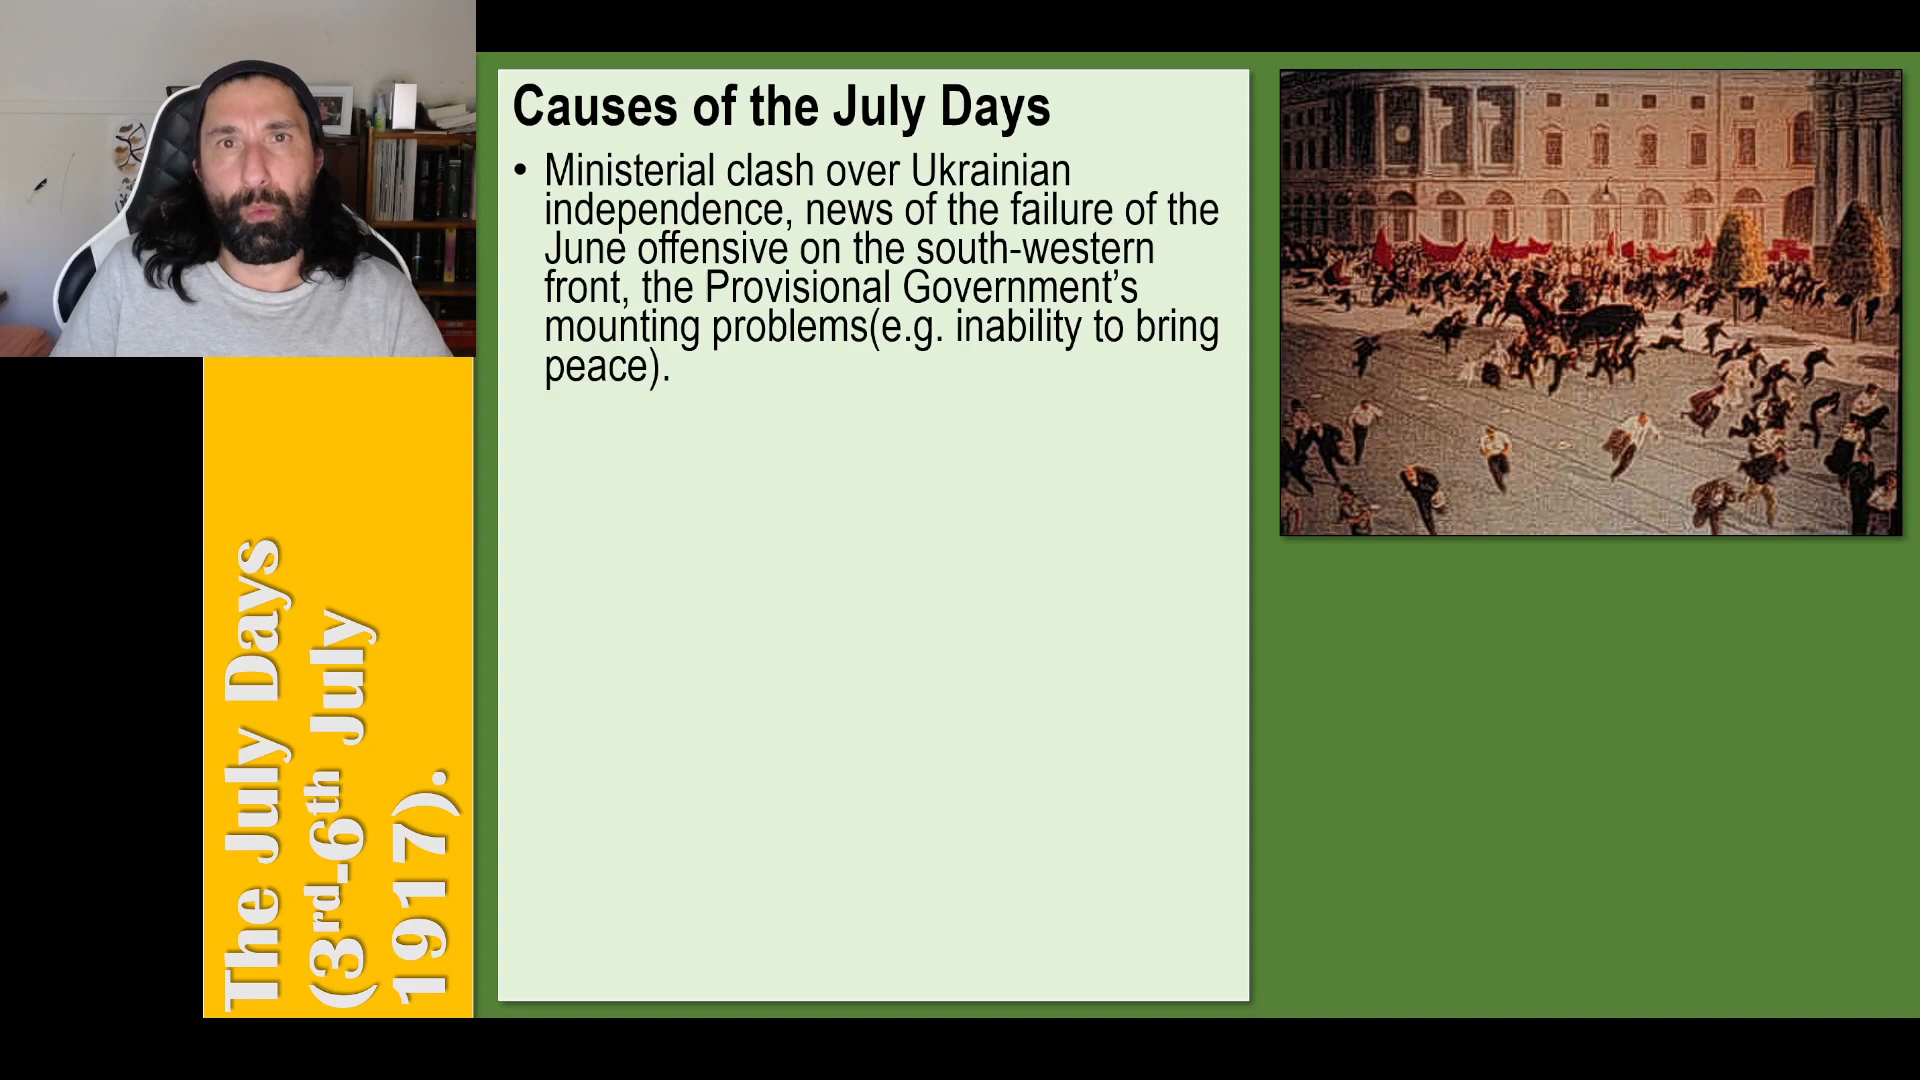 Causes of the July Days
• Ministerial clash over Ukrainian
independence, news of the failure of the
June offensive on the south-western
front, the Provisional Government’s
mounting problems(e.g. inability to bring
peace).
The July Days
(3rd-6th July
1917).